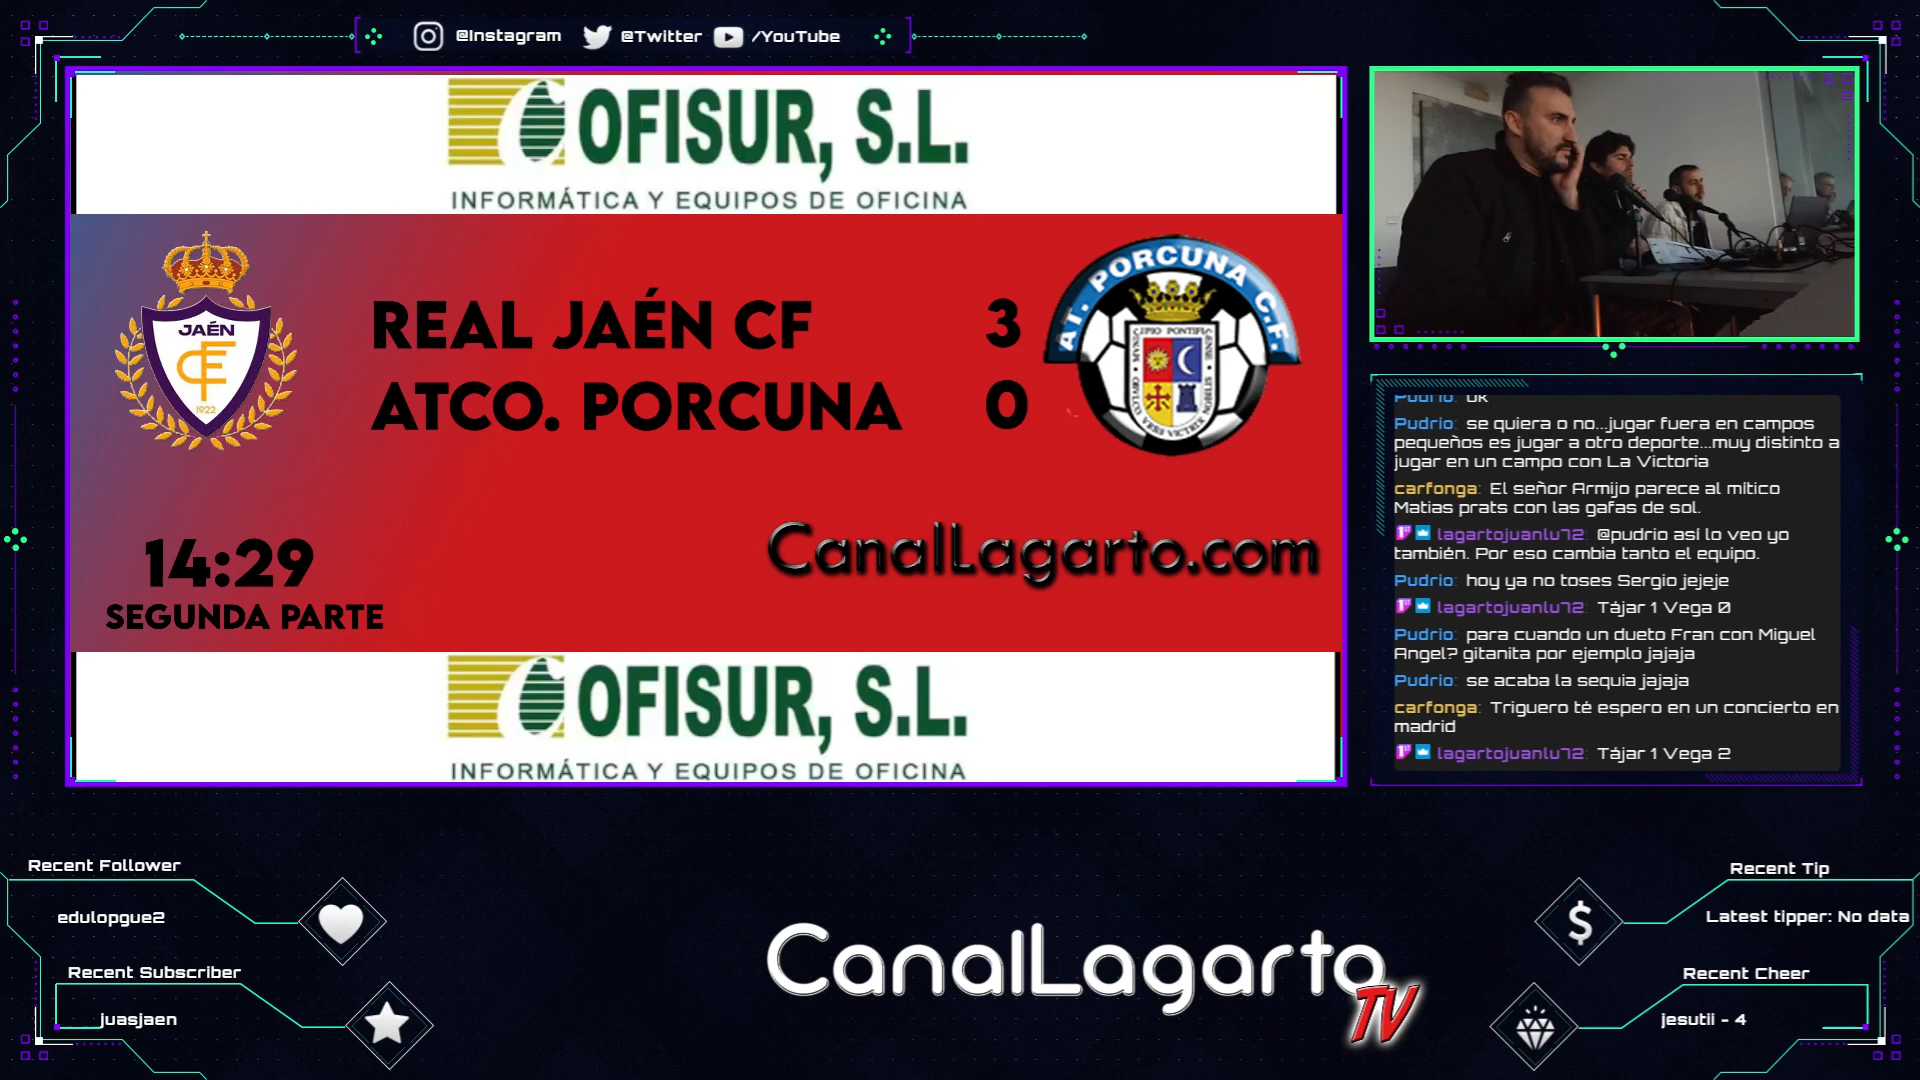 @Instagram @Twitter /YouTube
OFISUR, S.L.
INFORMÁTICA Y EQUIPOS DE OFICINA
JAÉN
CF
1922
REAL JAÉN CF 3
ATCO. PORCUNA 0
AT. PORCUNA C.F.
14:29
SEGUNDA PARTE
CanalLagarto.com
OFISUR, S.L.
INFORMÁTICA Y EQUIPOS DE OFICINA
Pudrio: ok
Pudrio: se quiera o no...jugar fuera en campos
pequeños es jugar a otro deporte...muy distinto a
jugar en un campo con La Victoria
carfonga: El señor Armijo parece al mítico
Matias prats con las gafas de sol.
lagartojuanlu72: @pudrio así lo veo yo
también. Por eso cambia tanto el equipo.
Pudrio: hoy ya no toses Sergio jejeje
lagartojuanlu72: Tájar 1 Vega 0
Pudrio: para cuando un dueto Fran con Miguel
Angel? gitanita por ejemplo jajaja
Pudrio: se acaba la sequia jajaja
carfonga: Triguero té espero en un concierto en
madrid
lagartojuanlu72: Tájar 1 Vega 2
Recent Follower
edulopgue2
Recent Subscriber
juasjaen
CanalLagarto
TV
Recent Tip
$
Latest tipper: No data
Recent Cheer
jesutii - 4